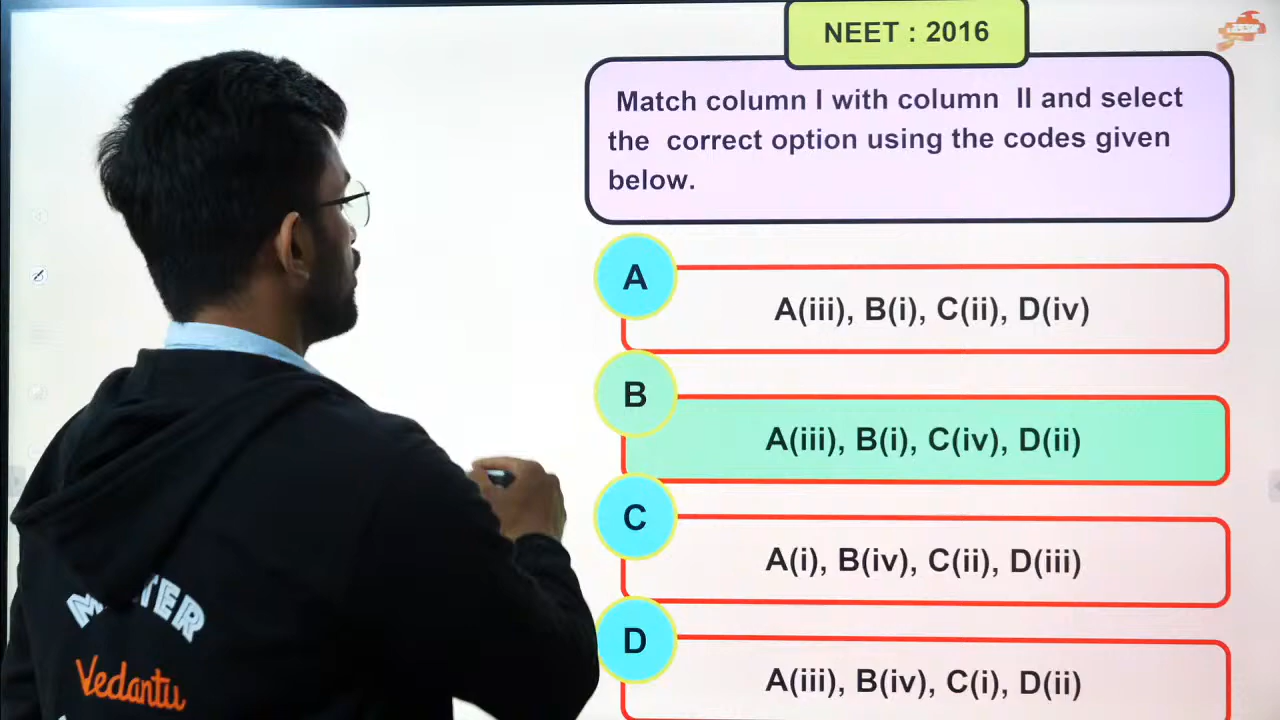 NEET : 2016
Match column I with column II and select
the correct option using the codes given
below.
A
A(iii), B(i), C(ii), D(iv)
B
A(iii), B(i), C(iv), D(ii)
C
A(i), B(iv), C(ii), D(iii)
D
A(iii), B(iv), C(i), D(ii)
Vedantu